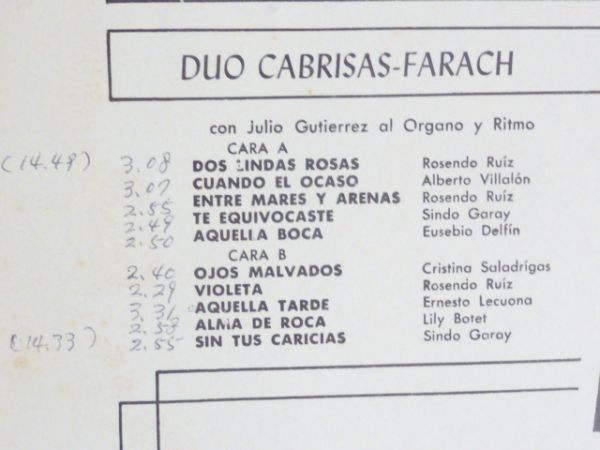 DUO CABRISAS-FARACH
con Julio Gutierrez al Organo y Ritmo
CARA A
(14.48) 3.08 DOS LINDAS ROSAS Rosendo Ruíz
3.07 CUANDO EL OCASO Alberto Villalón
2.55 ENTRE MARES Y ARENAS Rosendo Ruíz
2.49 TE EQUIVOCASTE Sindo Garay
2.50 AQUELLA BOCA Eusebio Delfín
CARA B
2.40 OJOS MALVADOS Cristina Saladrígas
2.29 VIOLETA Rosendo Ruíz
3.31 AQUELLA TARDE Ernesto Lecuona
ALMA DE ROCA Lily Botet
(14.33) 2.55 SIN TUS CARICIAS Sindo Garay